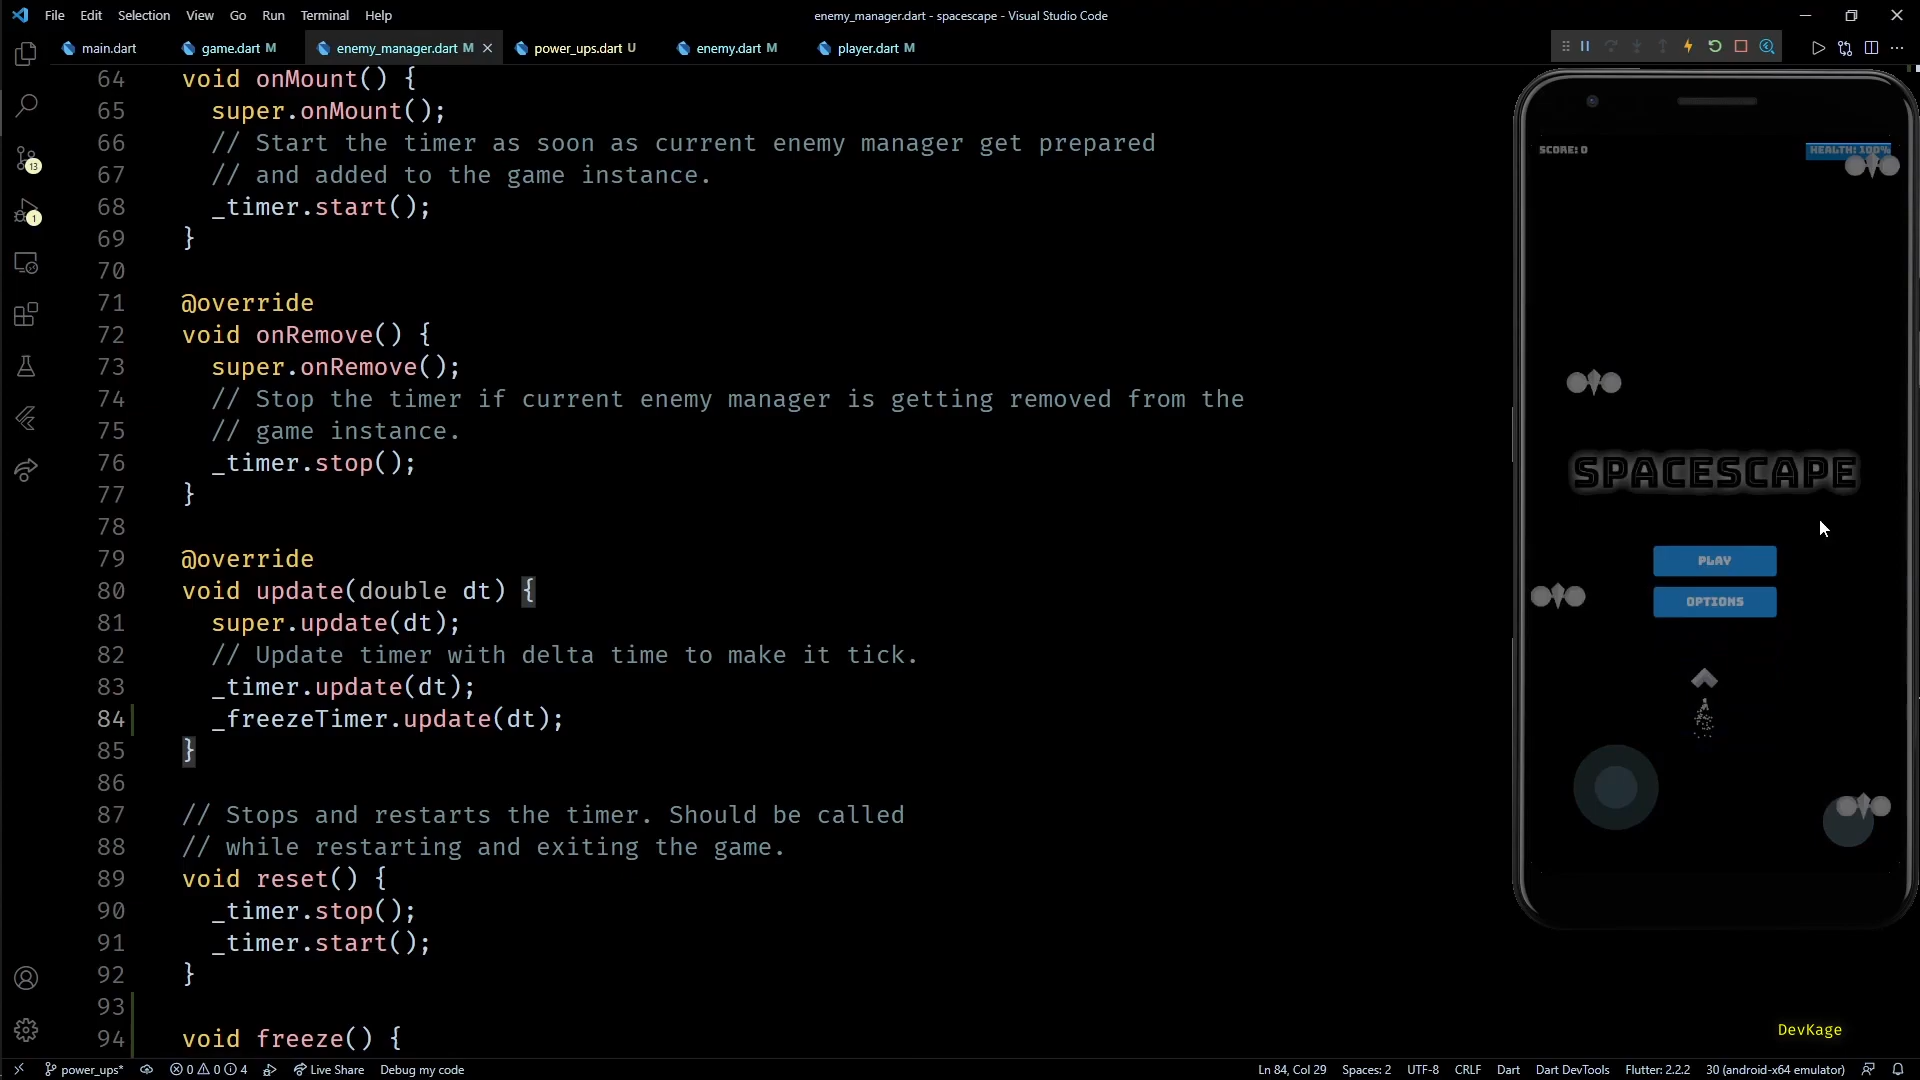 File Edit Selection View Go Run Terminal Help
enemy_manager.dart - spacescape - Visual Studio Code
main.dart game.dart M enemy_manager.dart M power_ups.dart U enemy.dart M player.dart M
64 void onMount() {
65 super.onMount();
66 // Start the timer as soon as current enemy manager get prepared
67 // and added to the game instance.
68 _timer.start();
69 }
70
71 @override
72 void onRemove() {
73 super.onRemove();
74 // Stop the timer if current enemy manager is getting removed from the
75 // game instance.
76 _timer.stop();
77 }
78
79 @override
80 void update(double dt) {
81 super.update(dt);
82 // Update timer with delta time to make it tick.
83 _timer.update(dt);
84 _freezeTimer.update(dt);
85 }
86
87 // Stops and restarts the timer. Should be called
88 // while restarting and exiting the game.
89 void reset() {
90 _timer.stop();
91 _timer.start();
92 }
93
94 void freeze() {
13
1
SCORE: 0
HEALTH: 100%
SPACESCAPE
PLAY
OPTIONS
DevKage
power_ups* 0 0 4 Live Share Debug my code
Ln 84, Col 29 Spaces: 2 UTF-8 CRLF Dart Dart DevTools Flutter: 2.2.2 30 (android-x64 emulator)